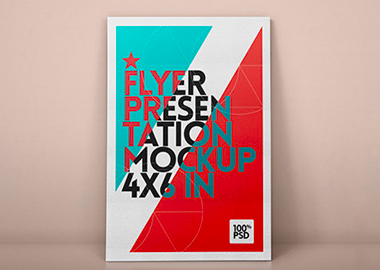 FLYER
PRESEN
TATION
MOCKUP
4X6 IN
100%
PSD